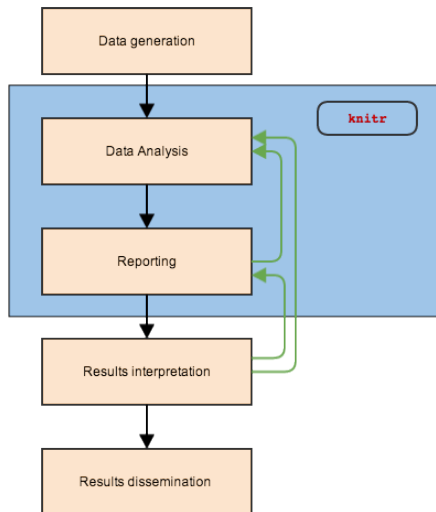 Data generation
knitr
Data Analysis
Reporting
Results interpretation
Results dissemination